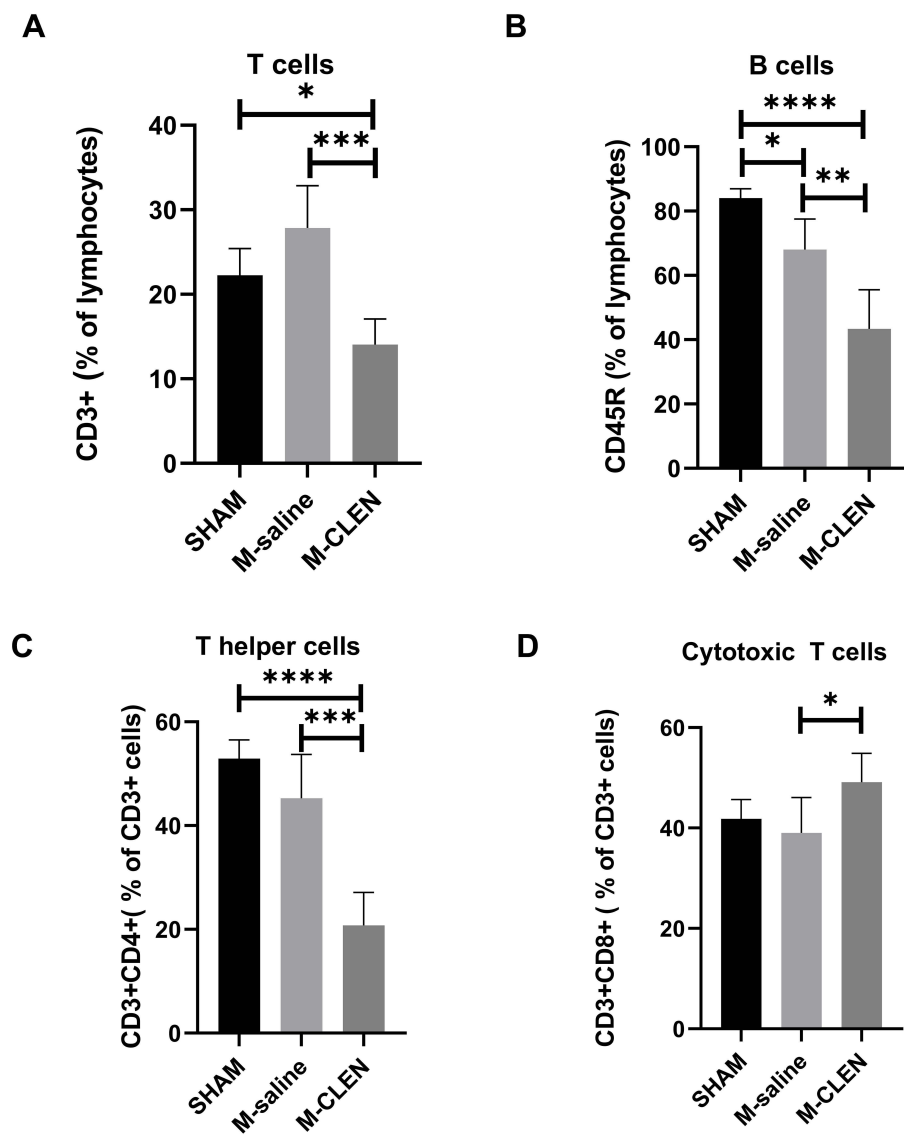 A
T cells
*
***
CD3+ (% of lymphocytes)
40
30
20
10
0
SHAM
M-saline
M-CLEN
B
B cells
****
*
**
CD45R (% of lymphocytes)
100
80
60
40
20
0
SHAM
M-saline
M-CLEN
C
T helper cells
****
***
CD3+CD4+( % of CD3+ cells)
60
40
20
0
SHAM
M-saline
M-CLEN
D
Cytotoxic T cells
*
CD3+CD8+ ( % of CD3+ cells)
60
40
20
0
SHAM
M-saline
M-CLEN